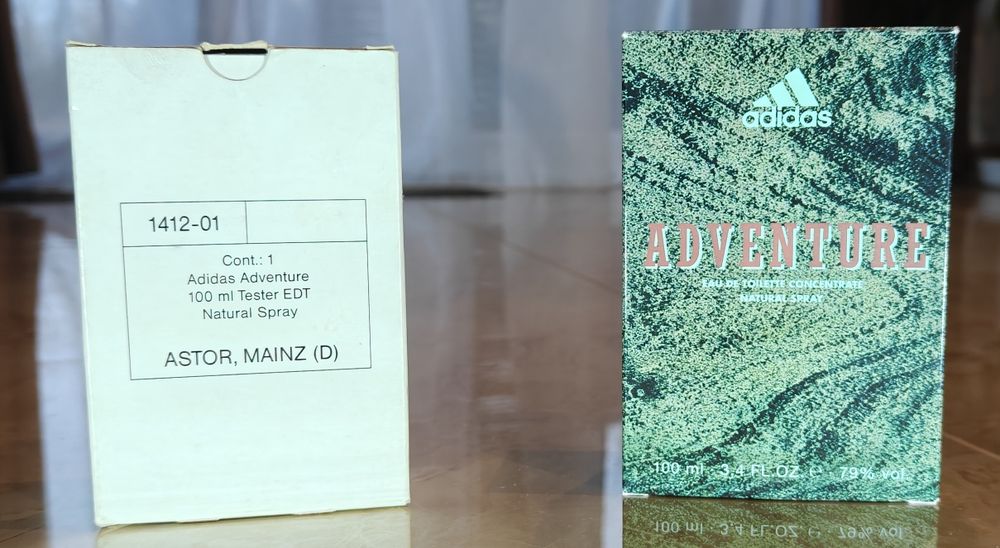 1412-01
Cont.: 1
Adidas Adventure
100 ml Tester EDT
Natural Spray
ASTOR, MAINZ (D)
adidas
ADVENTURE
EAU DE TOILETTE CONCENTRATE
NATURAL SPRAY
100 ml 3.4 FL.OZ ℮ 79% vol